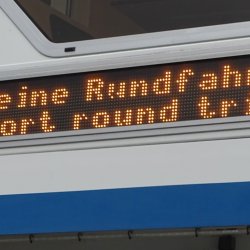 eine Rundfah
ort round tr